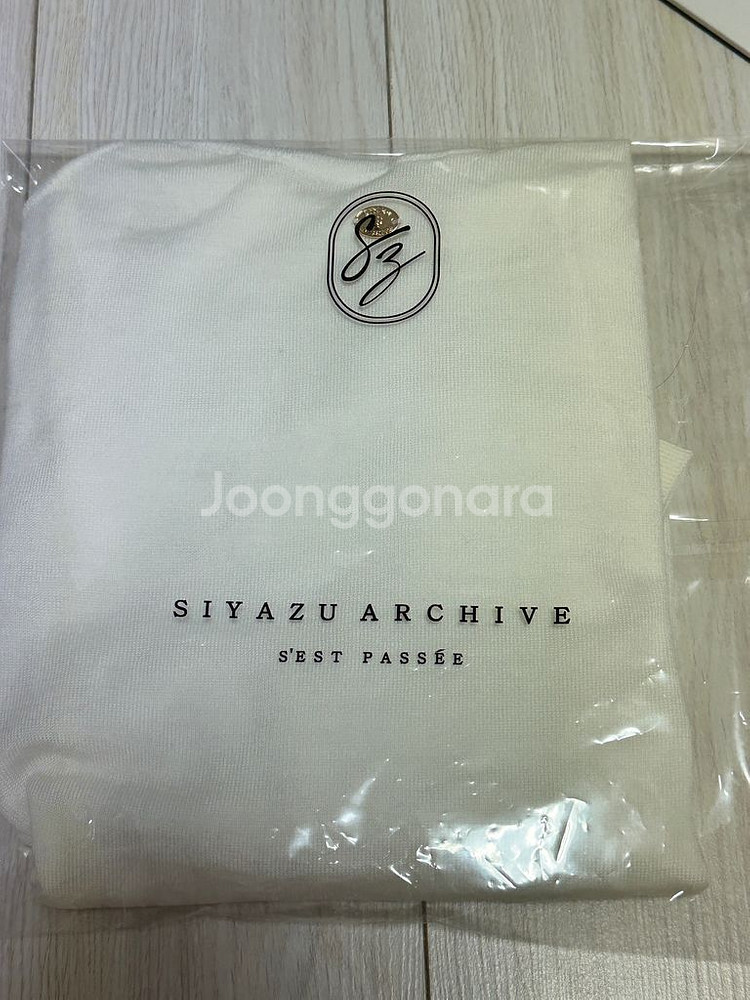 Sz
Joonggonara
SIYAZU ARCHIVE
S'EST PASSÉE